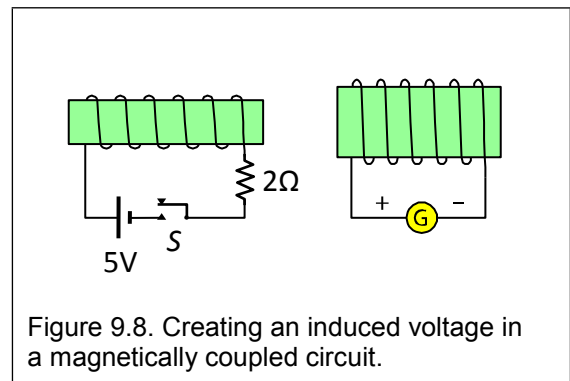 2Ω
5V
S
+ G −
Figure 9.8. Creating an induced voltage in
a magnetically coupled circuit.